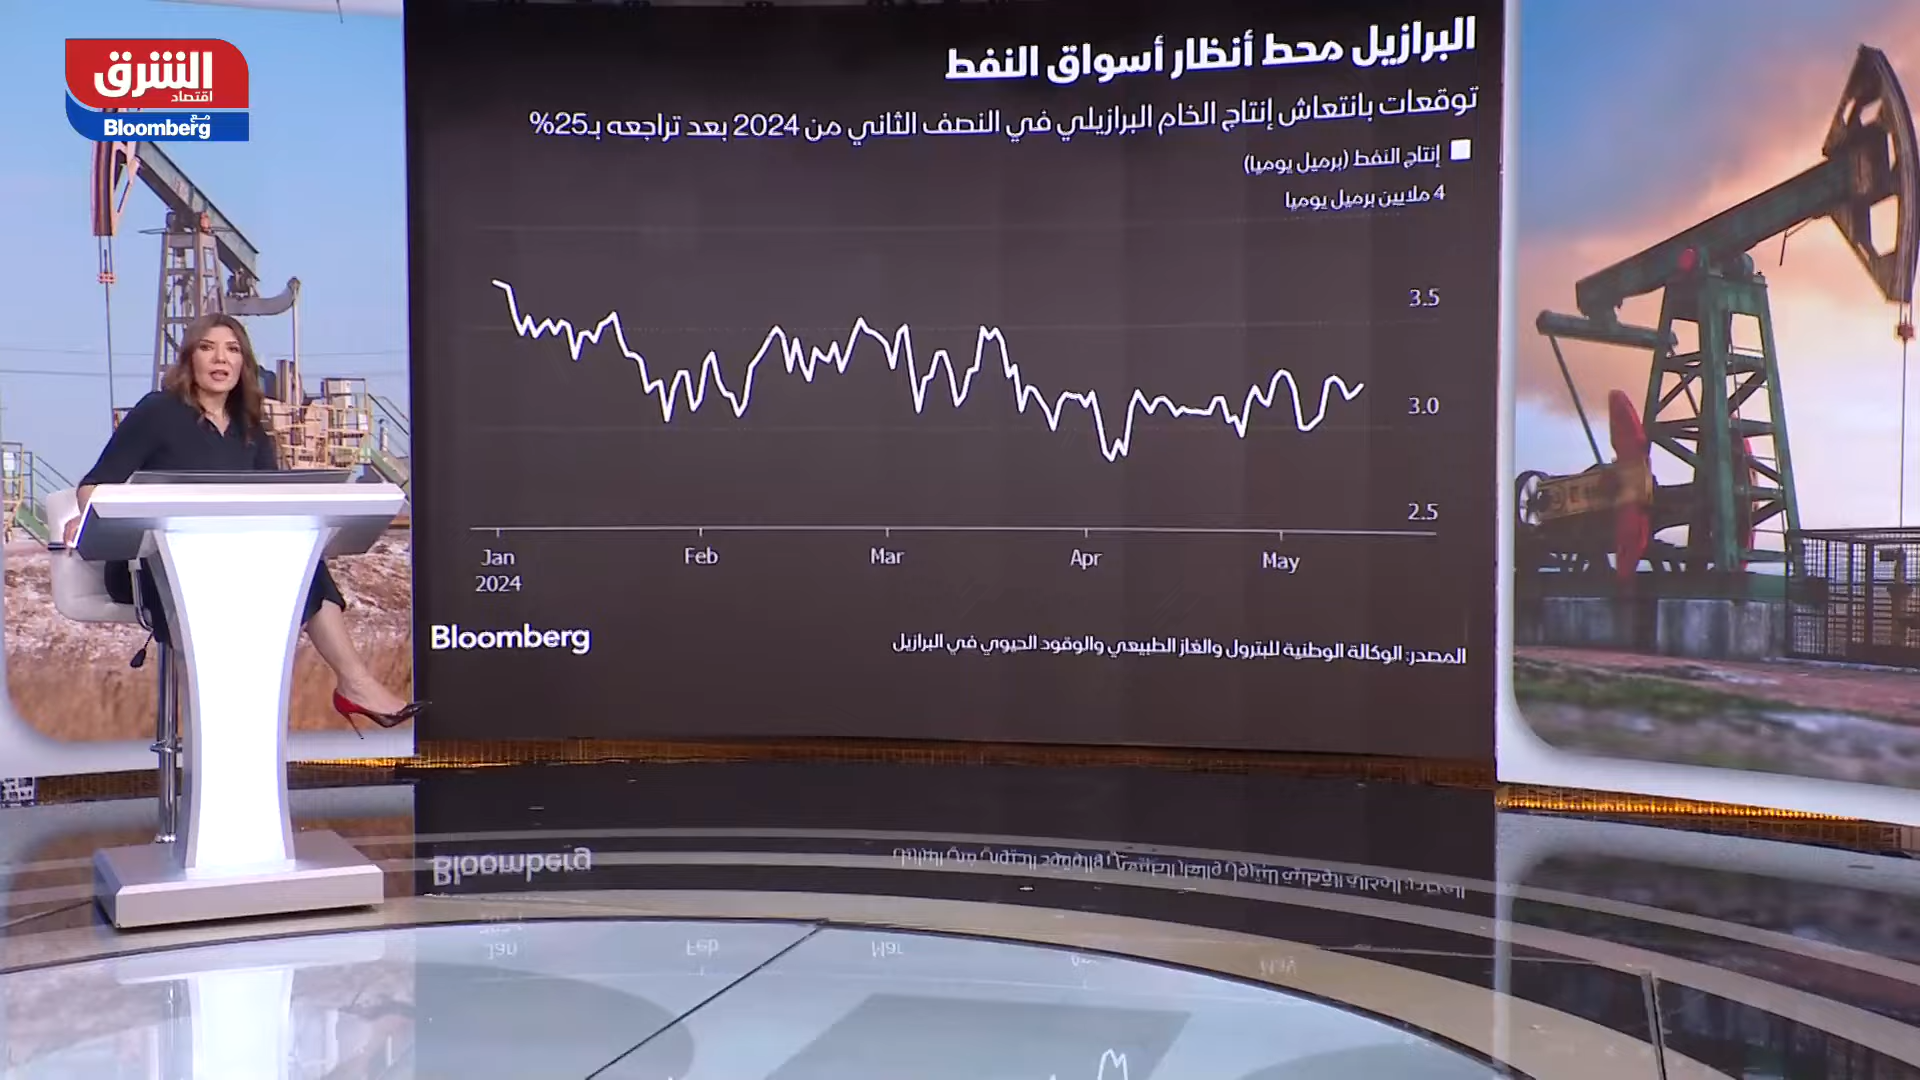 الشرق
اقتصاد
مع
Bloomberg
البرازيل محط أنظار أسواق النفط
توقعات بانتعاش إنتاج الخام البرازيلي في النصف الثاني من 2024 بعد تراجعه بـ25%
إنتاج النفط (برميل يوميا)
4 ملايين برميل يوميا
3.5
3.0
2.5
Jan Feb Mar Apr May
2024
Bloomberg
المصدر: الوكالة الوطنية للبترول والغاز الطبيعي والوقود الحيوي في البرازيل